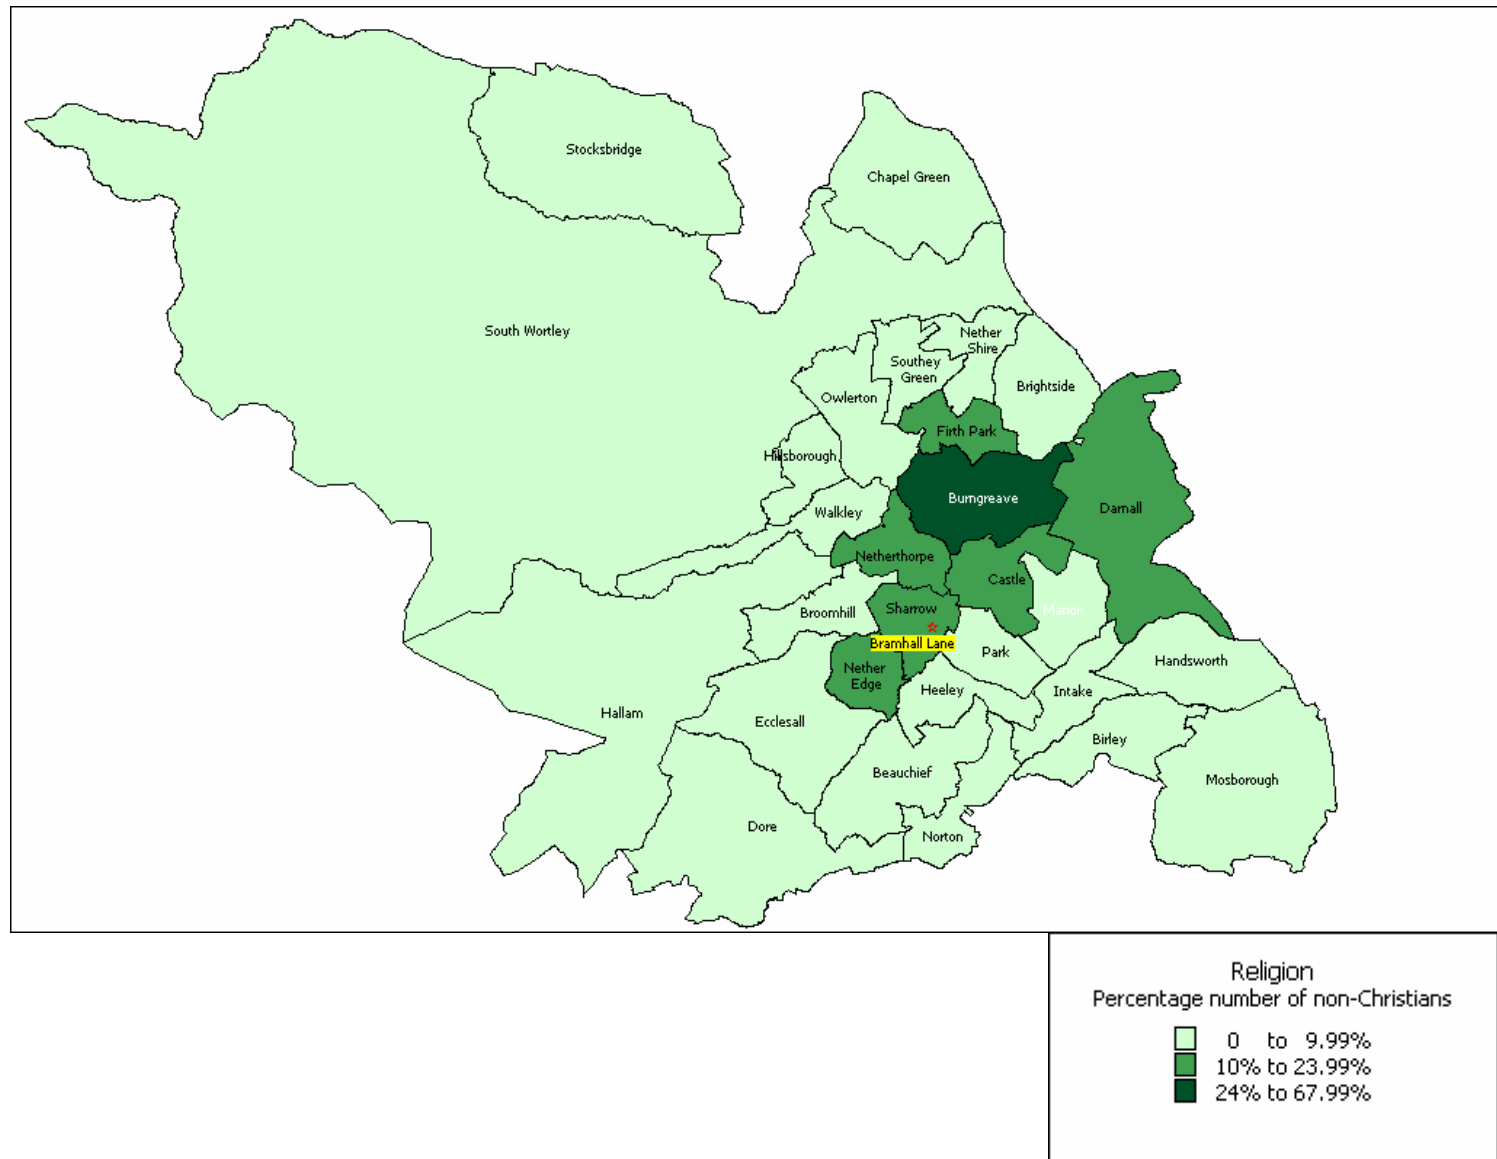 Stocksbridge
Chapel Green
South Wortley
Nether
Shire
Southey
Green
Brightside
Owlerton
Firth Park
Hillsborough
Burngreave
Darnall
Walkley
Netherthorpe
Castle
Sharrow
Manor
Broomhill
Bramhall Lane
Park
Handsworth
Nether
Edge
Heeley
Intake
Hallam
Ecclesall
Birley
Beauchief
Mosborough
Dore
Norton
Religion
Percentage number of non-Christians
0 to 9.99%
10% to 23.99%
24% to 67.99%